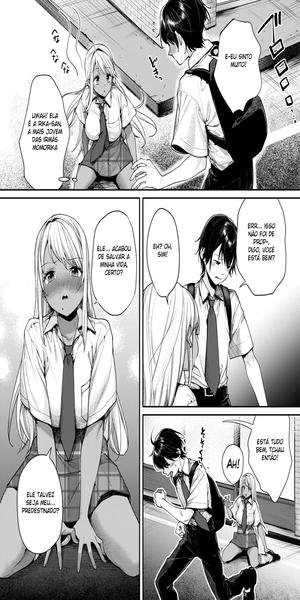 E-EU SINTO
MUITO!
UWAH! ELA
É A RIKA-SAN,
A MAIS JOVEM
DAS IRMÃS
MOMORIKA.
ERR... ISSO
NÃO FOI DE
PROP-,
DIGO, VOCÊ
ESTÁ BEM?
EH? OH,
SIM!
ELE... ACABOU
DE SALVAR A
MINHA VIDA,
CERTO?
ESTÁ TUDO
BEM, TCHAU
ENTÃO!
AH!
ELE TALVEZ
SEJA MEU...
PREDESTINADO?